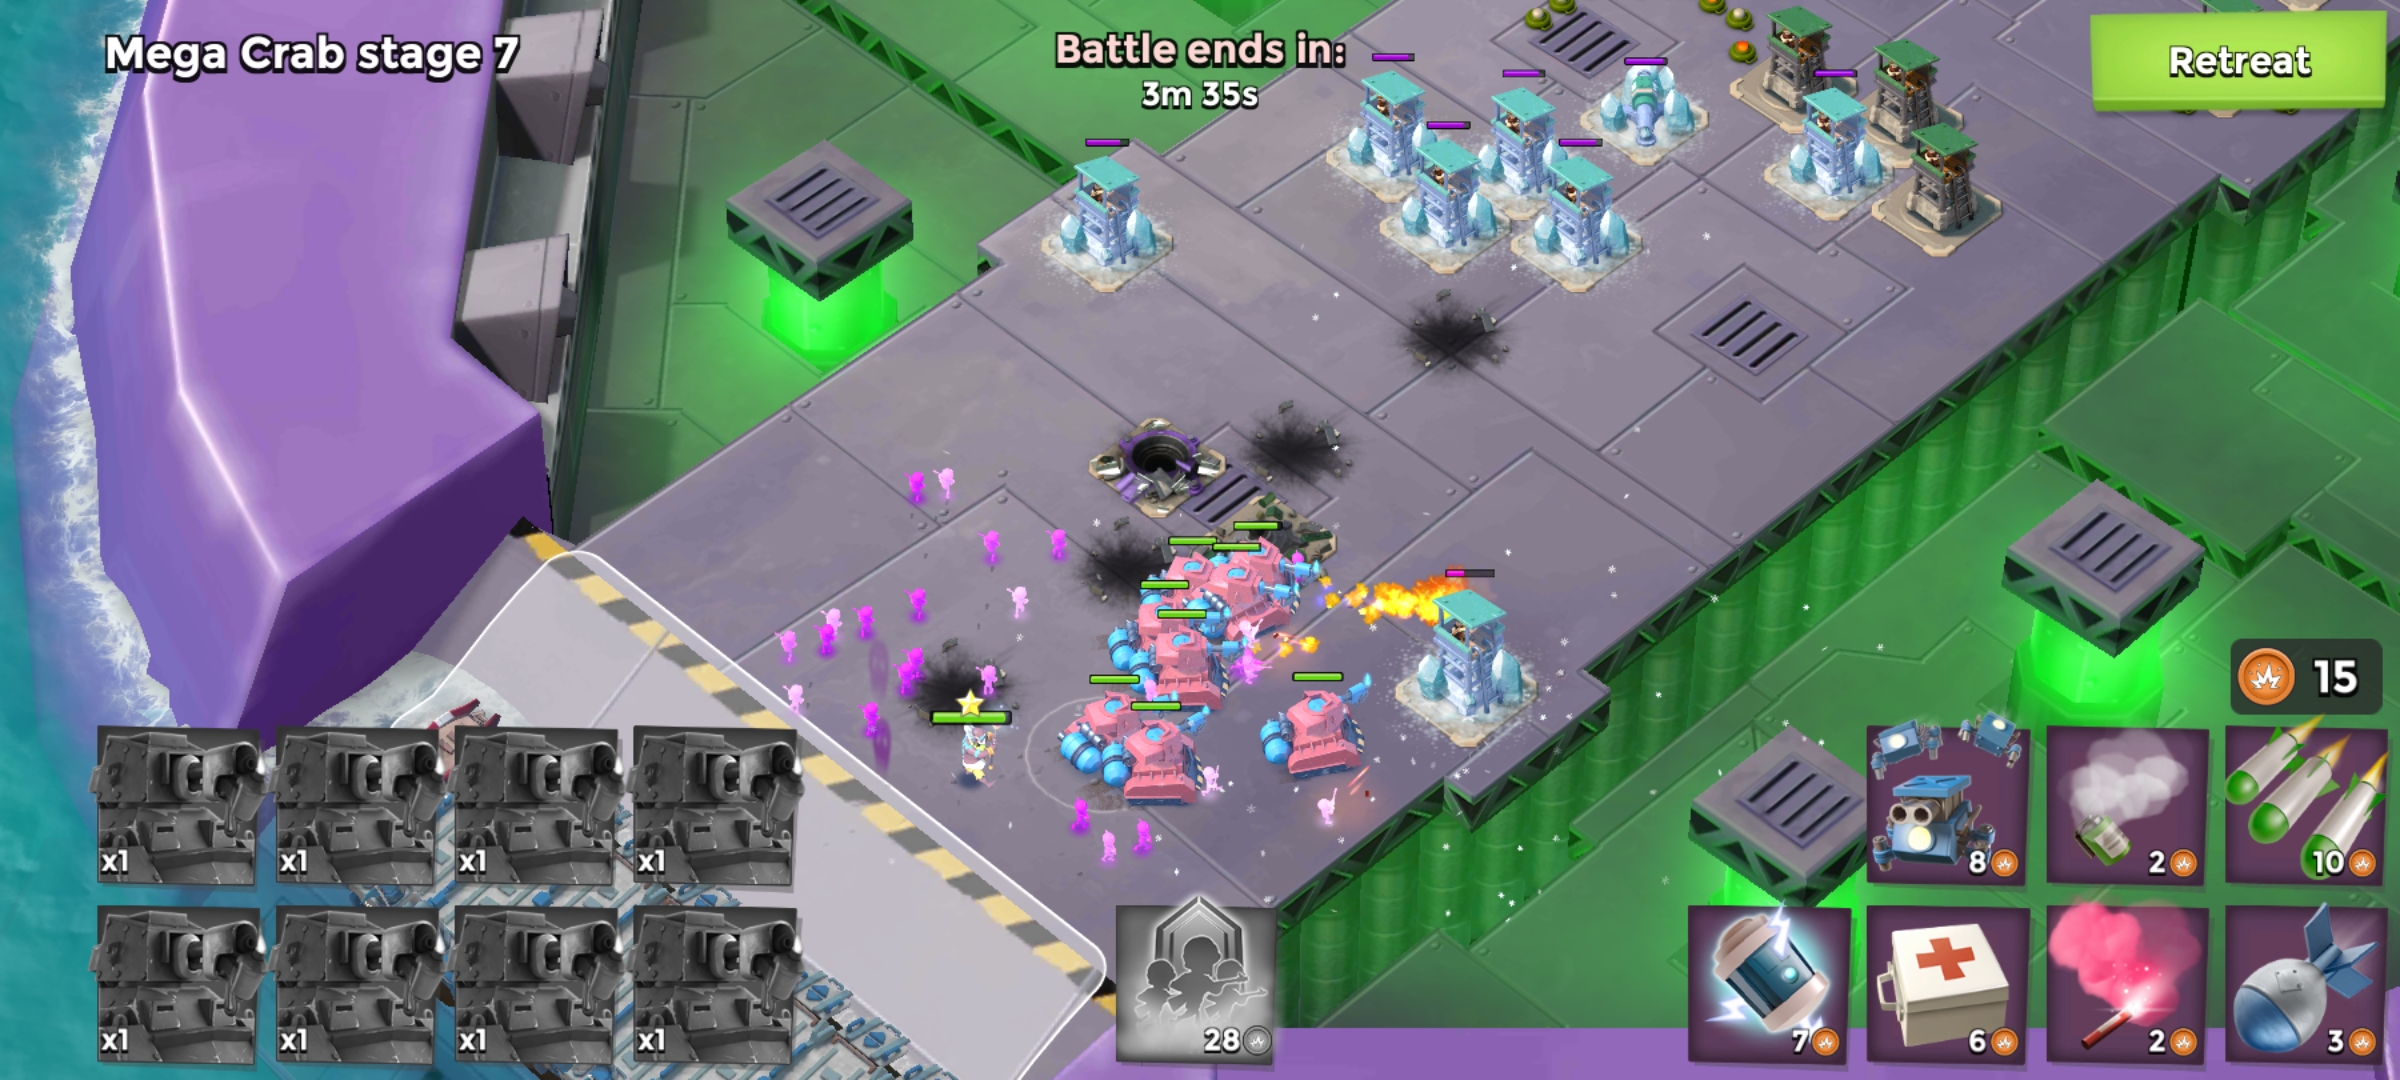 Mega Crab stage 7
Battle ends in:
3m 35s
Retreat
15
x1
x1
x1
x1
8
2
10
x1
x1
x1
x1
28
7
6
2
3